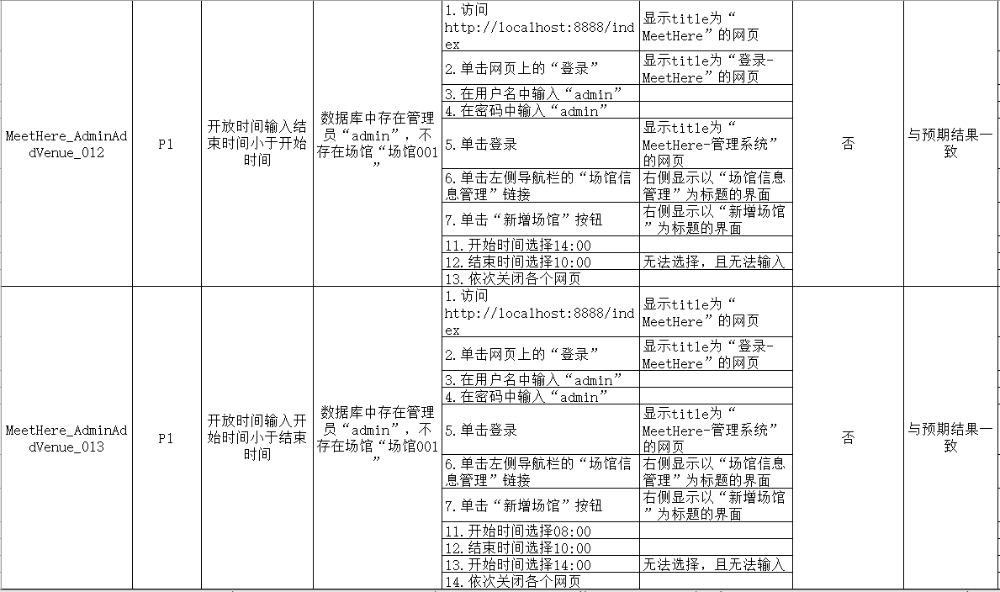 MeetHere_AdminAd
dVenue_012
P1
开放时间输入结
束时间小于开始
时间
数据库中存在管理
员“admin”，不
存在场馆“场馆001
”
1.访问
http://localhost:8888/ind
ex
显示title为“
MeetHere”的网页
2.单击网页上的“登录”
显示title为“登录-
MeetHere”的网页
3.在用户名中输入“admin”
4.在密码中输入“admin”
5.单击登录
显示title为“
MeetHere-管理系统”
的网页
6.单击左侧导航栏的“场馆信
息管理”链接
右侧显示以“场馆信息
管理”为标题的界面
7.单击“新增场馆”按钮
右侧显示以“新增场馆
”为标题的界面
11.开始时间选择14:00
12.结束时间选择10:00
无法选择，且无法输入
13.依次关闭各个网页
否
与预期结果一
致
MeetHere_AdminAd
dVenue_013
P1
开放时间输入开
始时间小于结束
时间
数据库中存在管理
员“admin”，不
存在场馆“场馆001
”
1.访问
http://localhost:8888/ind
ex
显示title为“
MeetHere”的网页
2.单击网页上的“登录”
显示title为“登录-
MeetHere”的网页
3.在用户名中输入“admin”
4.在密码中输入“admin”
5.单击登录
显示title为“
MeetHere-管理系统”
的网页
6.单击左侧导航栏的“场馆信
息管理”链接
右侧显示以“场馆信息
管理”为标题的界面
7.单击“新增场馆”按钮
右侧显示以“新增场馆
”为标题的界面
11.开始时间选择08:00
12.结束时间选择10:00
13.开始时间选择14:00
无法选择，且无法输入
14.依次关闭各个网页
否
与预期结果一
致